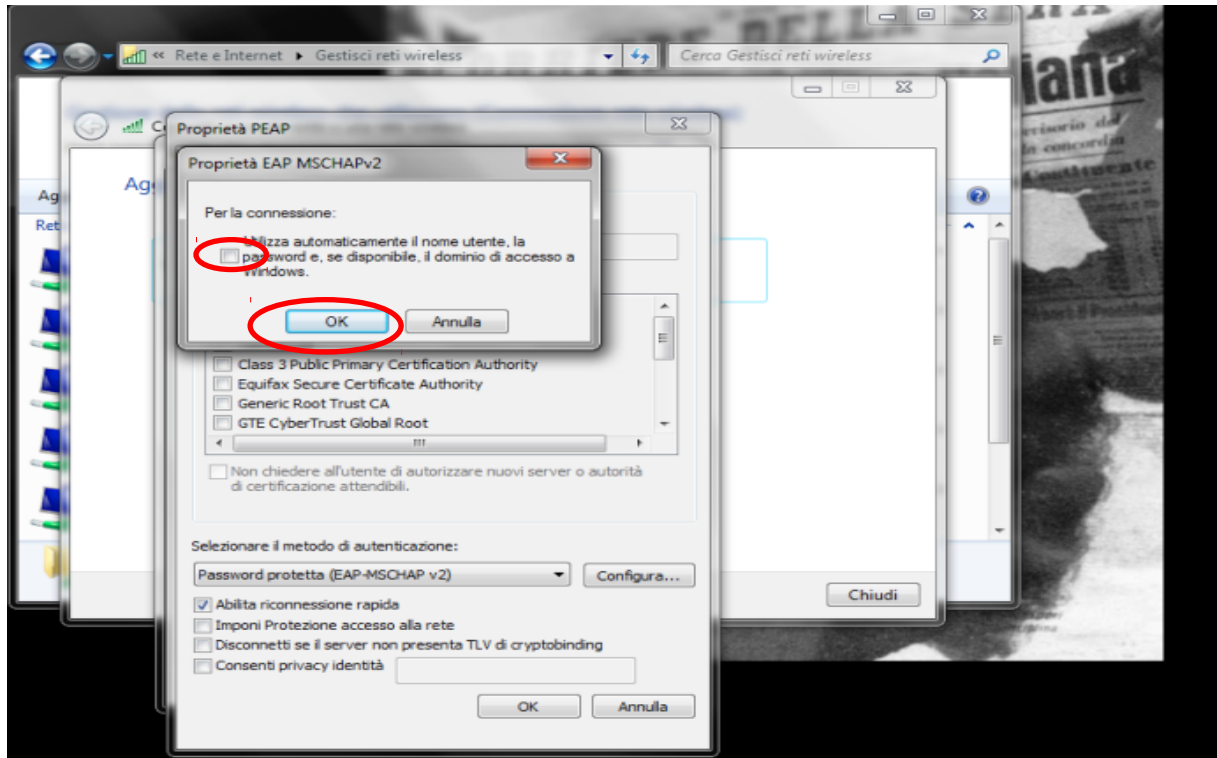 DELLA
« Rete e Internet ▸ Gestisci reti wireless
Cerca Gestisci reti wireless
iana
Proprietà PEAP
Proprietà EAP MSCHAPv2
Ag
Agg
Ret
Per la connessione:
Utilizza automaticamente il nome utente, la
password e, se disponibile, il dominio di accesso a
Windows.
OK Annulla
Class 3 Public Primary Certification Authority
Equifax Secure Certificate Authority
Generic Root Trust CA
GTE CyberTrust Global Root
Non chiedere all'utente di autorizzare nuovi server o autorità
di certificazione attendibili.
Selezionare il metodo di autenticazione:
Password protetta (EAP-MSCHAP v2) Configura...
Abilita riconnessione rapida
Imponi Protezione accesso alla rete
Disconnetti se il server non presenta TLV di cryptobinding
Consenti privacy identità
OK Annulla
Chiudi